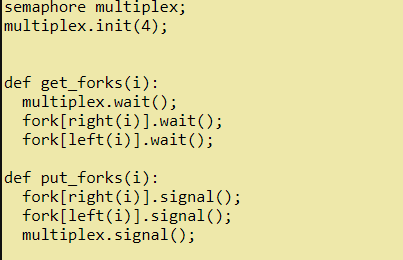 semaphore multiplex;
multiplex.init(4);
def get_forks(i):
multiplex.wait();
fork[right(i)].wait();
fork[left(i)].wait();
def put_forks(i):
fork[right(i)].signal();
fork[left(i)].signal();
multiplex.signal();